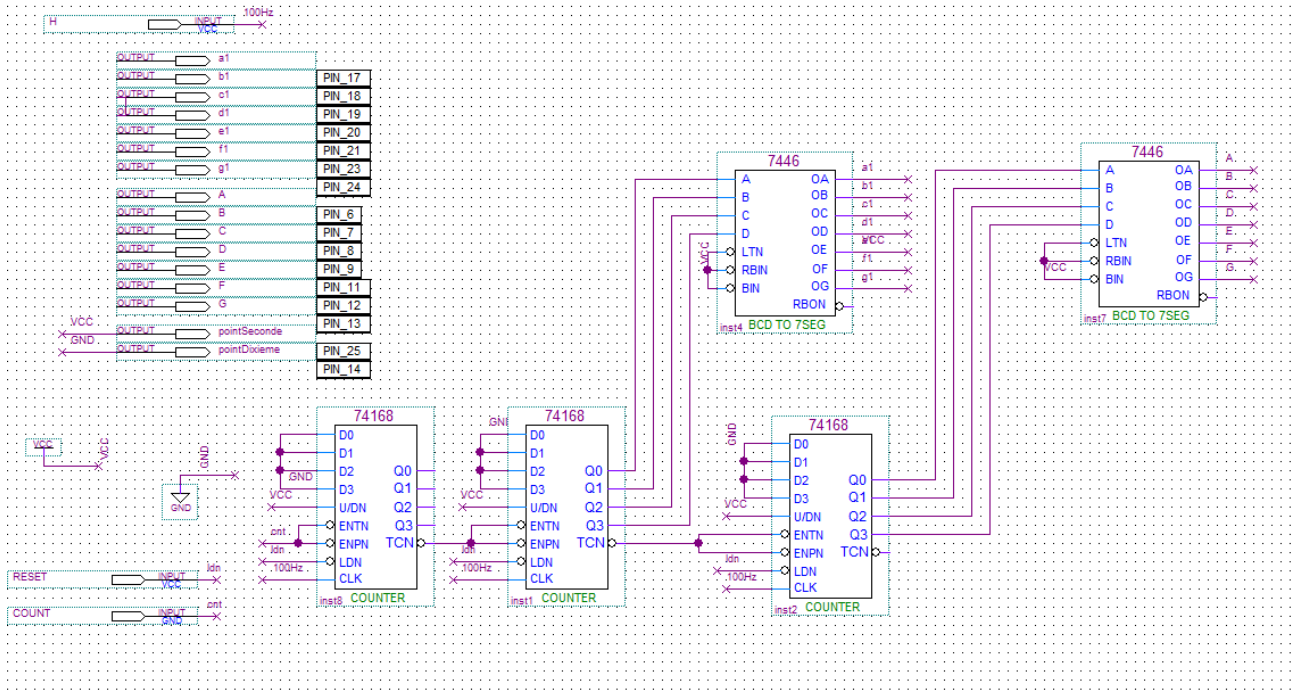 H INPUT VCC 100Hz
OUTPUT a1
OUTPUT b1 PIN_17
OUTPUT c1 PIN_18
OUTPUT d1 PIN_19
OUTPUT e1 PIN_20
OUTPUT f1 PIN_21
OUTPUT g1 PIN_23
PIN_24
OUTPUT A
OUTPUT B PIN_6
OUTPUT C PIN_7
OUTPUT D PIN_8
OUTPUT E PIN_9
OUTPUT F PIN_11
OUTPUT G PIN_12
PIN_13
VCC OUTPUT pointSeconde
GND OUTPUT pointDixieme PIN_25
PIN_14
7446
A OA a1
B OB b1
C OC c1
D OD d1
VCC LTN OE VCC
RBIN OF f1
BIN OG g1
RBON
inst4 BCD TO 7SEG
7446
A OA A
B OB B
C OC C
D OD D
LTN OE E
VCC RBIN OF F
BIN OG G
RBON
inst7 BCD TO 7SEG
VCC
VCC
GND
GND
74168
D0
D1
GND D2 Q0
D3 Q1
VCC U/DN Q2
cnt ENTN Q3
ENPN TCN
ldn LDN
100Hz CLK
inst8 COUNTER
74168
GND D0
D1
D2 Q0
D3 Q1
VCC U/DN Q2
ENTN Q3
ENPN TCN
ldn LDN
100Hz CLK
inst1 COUNTER
74168
GND D0
D1
D2 Q0
D3 Q1
VCC U/DN Q2
ENTN Q3
ENPN TCN
ldn LDN
100Hz CLK
inst2 COUNTER
RESET INPUT VCC ldn
COUNT INPUT GND cnt